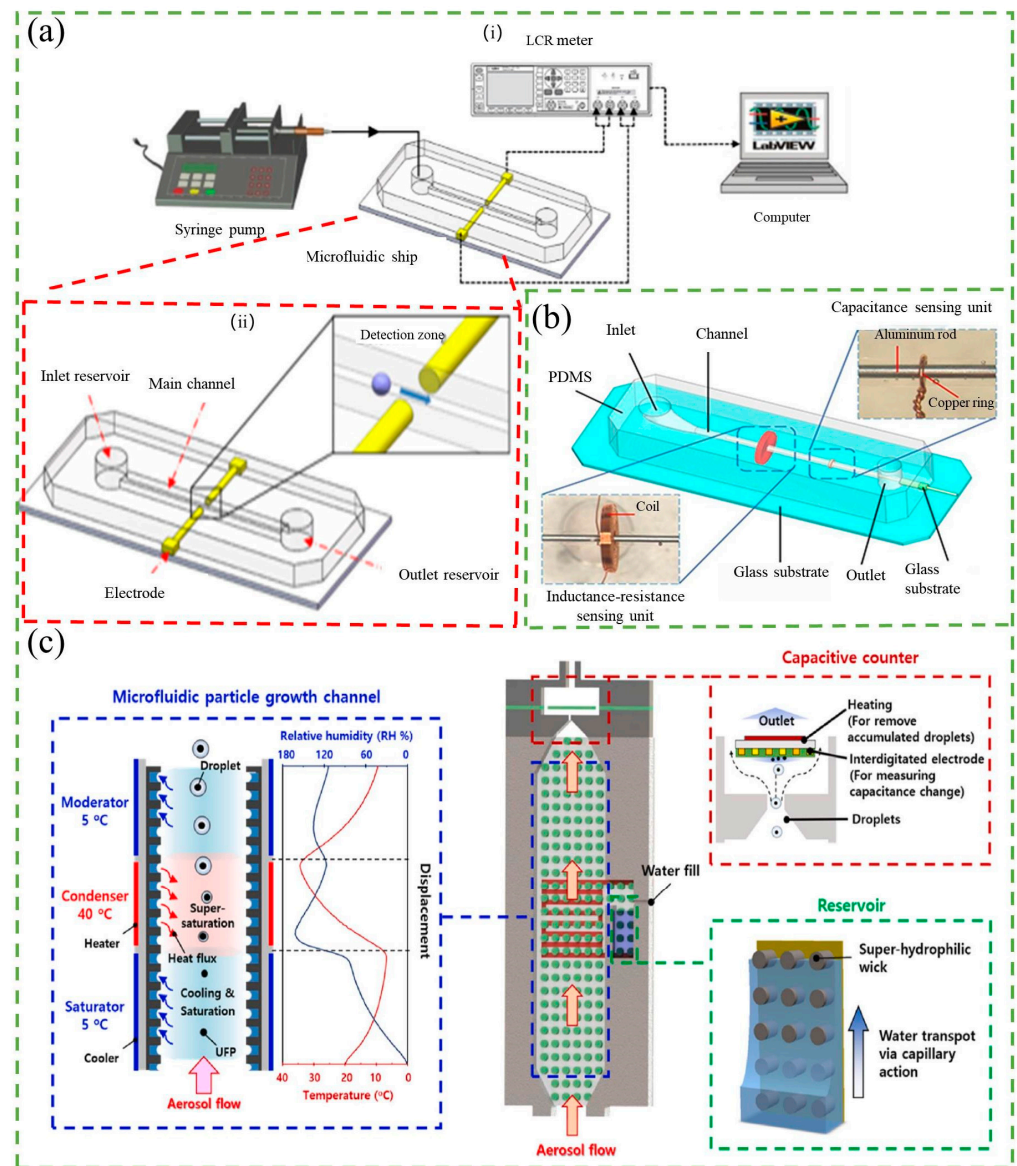 (a)
(i)
LCR meter
LabVIEW
Syringe pump
Computer
Microfluidic ship
(ii)
Detection zone
Inlet reservoir
Main channel
Outlet reservoir
Electrode
(b)
Capacitance sensing unit
Inlet
Channel
Aluminum rod
PDMS
Copper ring
Coil
Glass substrate
Outlet
Glass
substrate
Inductance-resistance
sensing unit
(c)
Microfluidic particle growth channel
Relative humidity (RH %)
180 120 60 0
Droplet
Moderator
5 °C
Condenser
40 °C
Heater
Super-
saturation
Heat flux
Saturator
5 °C
Cooling &
Saturation
Cooler
UFP
Aerosol flow
Displacement
40 30 20 10 0
Temperature (°C)
Water fill
Aerosol flow
Capacitive counter
Outlet
Heating
(For remove
accumulated droplets)
Interdigitated electrode
(For measuring
capacitance change)
Droplets
Reservoir
Super-hydrophilic
wick
Water transpot
via capillary
action